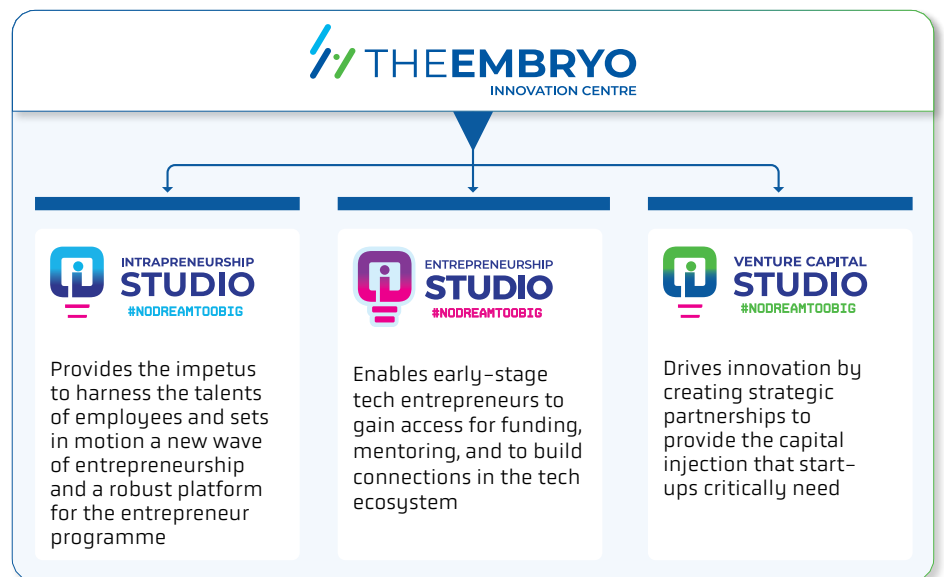 THEEMBRYO
INNOVATION CENTRE
INTRAPRENEURSHIP
STUDIO
#NODREAMTOOBIG
Provides the impetus
to harness the talents
of employees and sets
in motion a new wave
of entrepreneurship
and a robust platform
for the entrepreneur
programme
ENTREPRENEURSHIP
STUDIO
#NODREAMTOOBIG
Enables early-stage
tech entrepreneurs to
gain access for funding,
mentoring, and to build
connections in the tech
ecosystem
VENTURE CAPITAL
STUDIO
#NODREAMTOOBIG
Drives innovation by
creating strategic
partnerships to
provide the capital
injection that start-
ups critically need